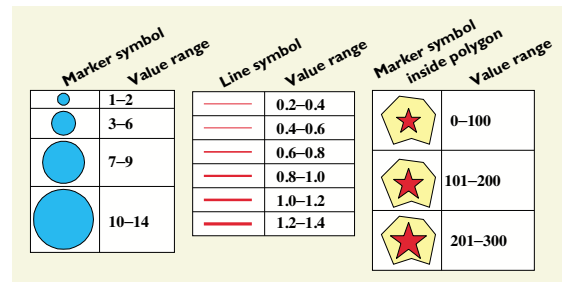 Marker symbol
Value range
1–2
3–6
7–9
10–14
Line symbol
Value range
0.2–0.4
0.4–0.6
0.6–0.8
0.8–1.0
1.0–1.2
1.2–1.4
Marker symbol
inside polygon
Value range
0–100
101–200
201–300